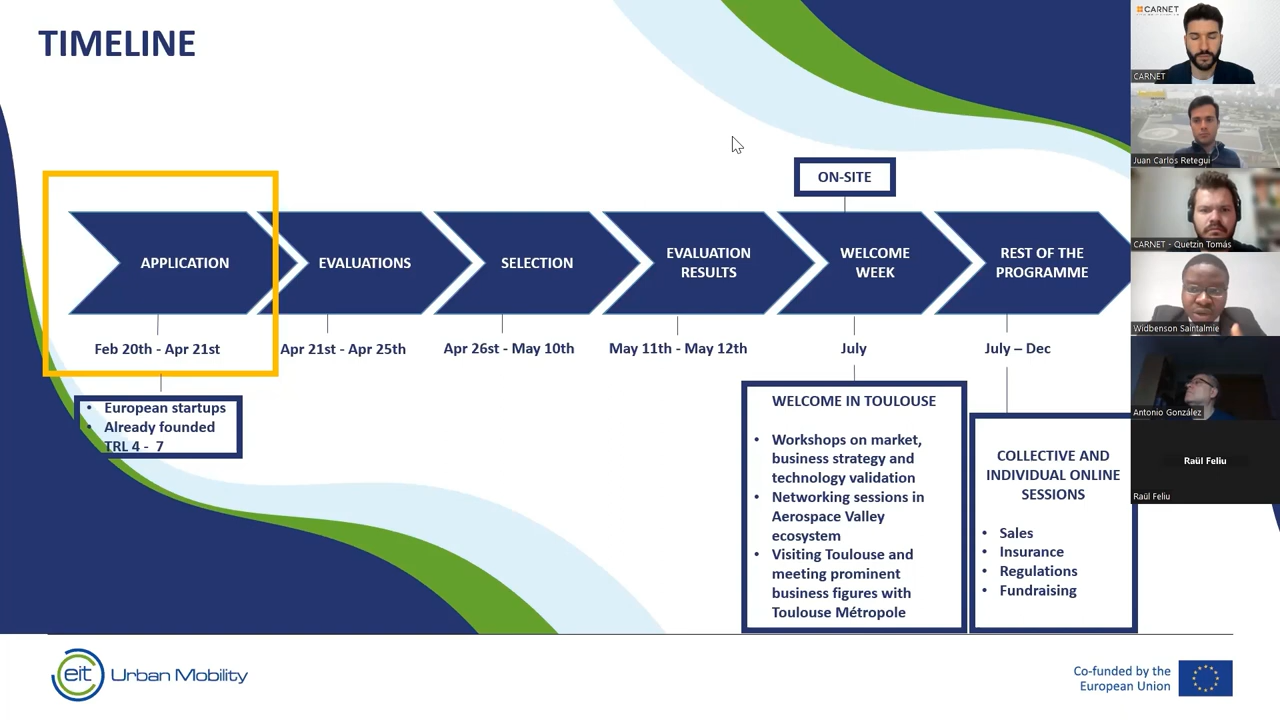 TIMELINE
ON-SITE
APPLICATION
EVALUATIONS
SELECTION
EVALUATION
RESULTS
WELCOME
WEEK
REST OF THE
PROGRAMME
Feb 20th - Apr 21st
Apr 21st - Apr 25th
Apr 26st - May 10th
May 11th - May 12th
July
July – Dec
• European startups
• Already founded
TRL 4 - 7
WELCOME IN TOULOUSE
• Workshops on market,
business strategy and
technology validation
• Networking sessions in
Aerospace Valley
ecosystem
• Visiting Toulouse and
meeting prominent
business figures with
Toulouse Métropole
COLLECTIVE AND
INDIVIDUAL ONLINE
SESSIONS
• Sales
• Insurance
• Regulations
• Fundraising
eit Urban Mobility
Co-funded by the
European Union
CARNET
CARNET
Juan Carlos Retegui
CARNET - Quetzin Tomás
Widbenson Saintalmie
Antonio González
Raül Feliu
Raül Feliu